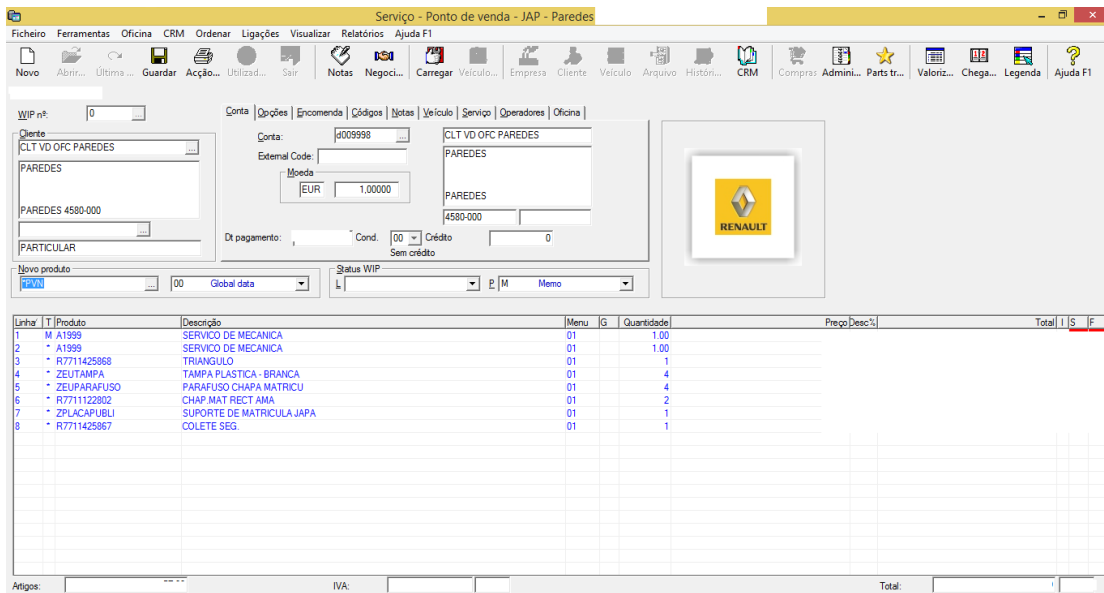 Serviço - Ponto de venda - JAP - Paredes
Ficheiro Ferramentas Oficina CRM Ordenar Ligações Visualizar Relatórios Ajuda F1
Novo Abrir... Última ... Guardar Acção... Utilizad... Sair Notas Negoci... Carregar Veículo... Empresa Cliente Veículo Arquivo Históri... CRM Compras Admini... Parts tr... Valoriz... Chega... Legenda Ajuda F1
WIP nº: 0 ...
Conta Opções Encomenda Códigos Notas Veículo Serviço Operadores Oficina
Cliente
CLT VD OFC PAREDES ...
PAREDES
PAREDES 4580-000
...
PARTICULAR
Conta: d009998 ... CLT VD OFC PAREDES
External Code: PAREDES
Moeda
EUR 1,00000
PAREDES
4580-000
Dt pagamento: Cond. 00 Crédito 0
Sem crédito
RENAULT
Novo produto
*PVN ... 00 Global data
Status WIP
L P M Memo
Linha T Produto Descrição Menu G Quantidade Preço Desc% Total I S F
1 M A1999 SERVICO DE MECANICA 01 1.00
2 * A1999 SERVICO DE MECANICA 01 1.00
3 * R7711425868 TRIANGULO 01 1
4 * ZEUTAMPA TAMPA PLASTICA - BRANCA 01 4
5 * ZEUPARAFUSO PARAFUSO CHAPA MATRICU 01 4
6 * R7711122802 CHAP.MAT RECT AMA 01 2
7 * ZPLACAPUBLI SUPORTE DE MATRICULA JAPA 01 1
8 * R7711425867 COLETE SEG. 01 1
Artigos: IVA: Total: